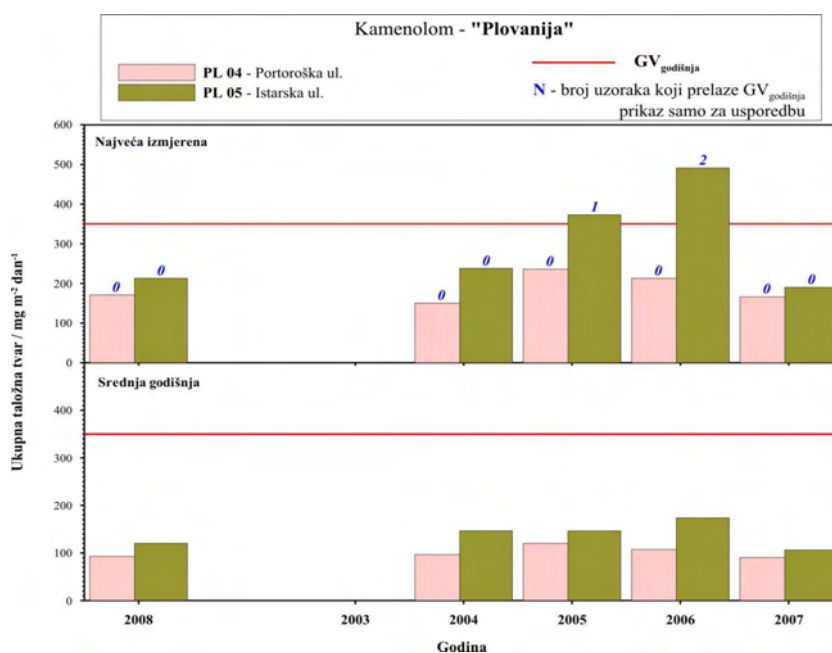 Kamenolom - "Plovanija"
PL 04 - Portoroška ul.
PL 05 - Istarska ul.
GVgodišnja
N - broj uzoraka koji prelaze GVgodišnja
prikaz samo za usporedbu
Ukupna taložna tvar / mg m⁻² dan⁻¹
Najveća izmjerena
600
500
400
300
200
100
0
0 0 0 0 0 1 0 2 0 0
Srednja godišnja
400
300
200
100
0
2008 2003 2004 2005 2006 2007
Godina